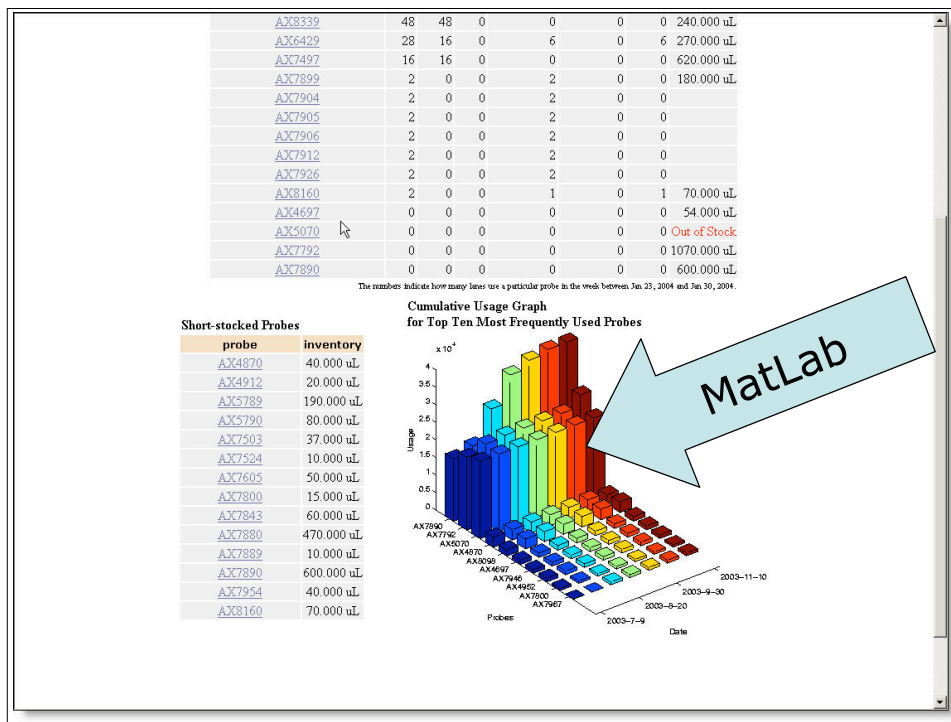 AX8339 48 48 0 0 0 0 240.000 uL
AX6429 28 16 0 6 0 6 270.000 uL
AX7497 16 16 0 0 0 0 620.000 uL
AX7899 2 0 0 2 0 0 180.000 uL
AX7904 2 0 0 2 0 0
AX7905 2 0 0 2 0 0
AX7906 2 0 0 2 0 0
AX7912 2 0 0 2 0 0
AX7926 2 0 0 2 0 0
AX8160 2 0 0 1 0 1 70.000 uL
AX4697 0 0 0 0 0 0 54.000 uL
AX5070 0 0 0 0 0 0 Out of Stock
AX7792 0 0 0 0 0 0 1070.000 uL
AX7890 0 0 0 0 0 0 600.000 uL
The numbers indicate how many lanes use a particular probe in the week between Jan 23, 2004 and Jan 30, 2004.
Short-stocked Probes
probe inventory
AX4870 40.000 uL
AX4912 20.000 uL
AX5789 190.000 uL
AX5790 80.000 uL
AX7503 37.000 uL
AX7524 10.000 uL
AX7605 50.000 uL
AX7800 15.000 uL
AX7843 60.000 uL
AX7880 470.000 uL
AX7889 10.000 uL
AX7890 600.000 uL
AX7954 40.000 uL
AX8160 70.000 uL
Cumulative Usage Graph
for Top Ten Most Frequently Used Probes
x 10^4
4
3.5
3
2.5
2
1.5
1
0.5
0
Usage
AX7890
AX7792
AX5070
AX4870
AX8098
AX4697
AX7946
AX4952
AX7800
AX7967
Probes
2003-7-9
2003-8-20
2003-9-30
2003-11-10
Date
MatLab